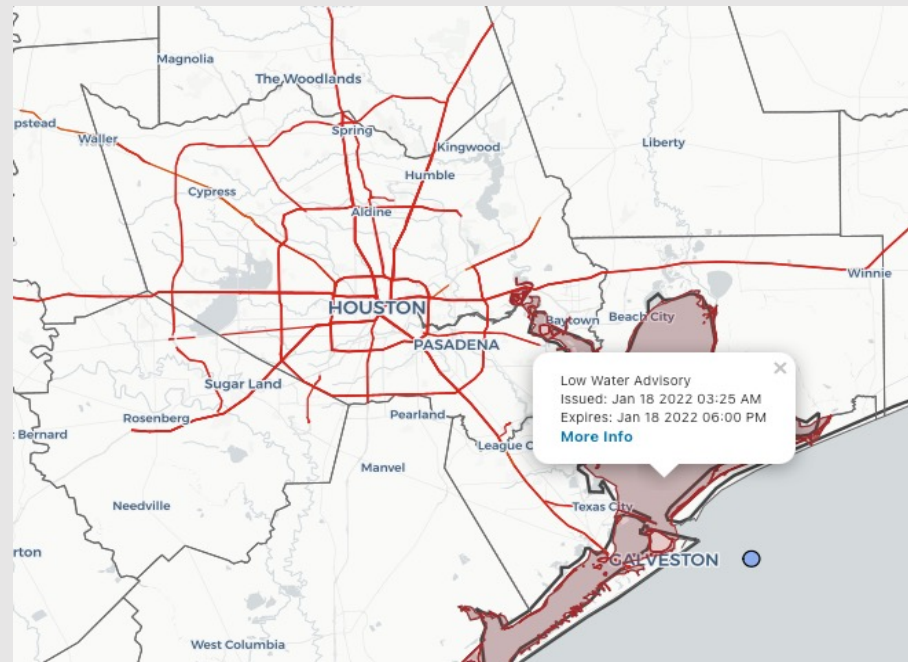 Magnolia
The Woodlands
pstead
Waller
Spring
Kingwood
Liberty
Humble
Cypress
Aldine
Winnie
HOUSTON
Baytown
Beach City
PASADENA
Low Water Advisory
Issued: Jan 18 2022 03:25 AM
Expires: Jan 18 2022 06:00 PM
More Info
Sugar Land
Rosenberg
Pearland
t Bernard
League C
Manvel
Needville
Texas City
rton
GALVESTON
West Columbia